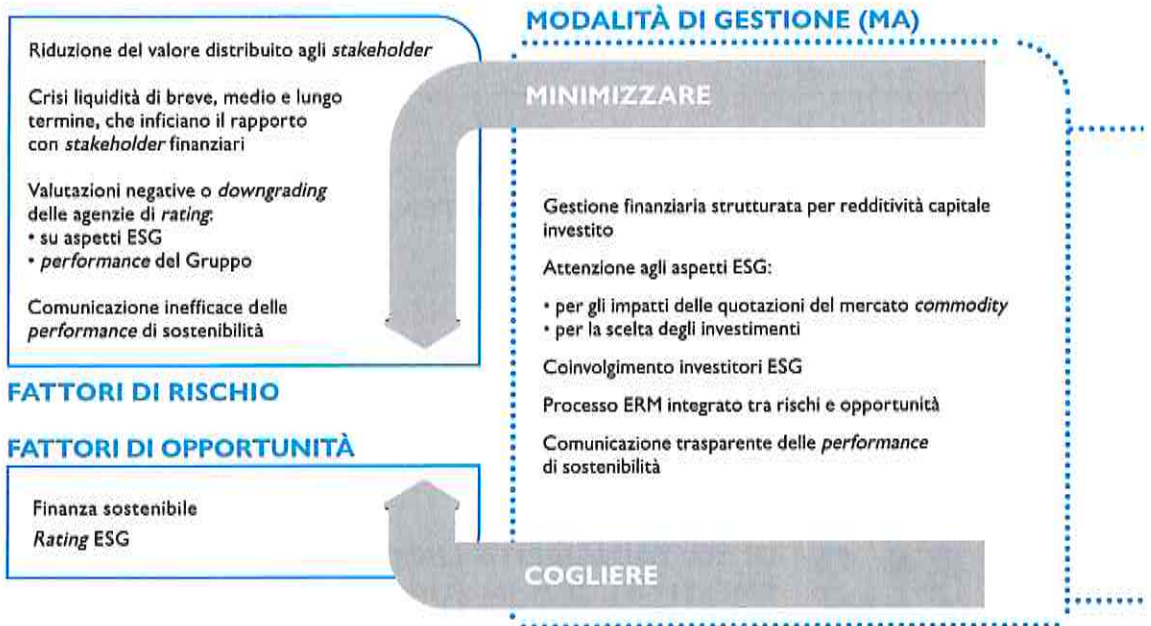 Riduzione del valore distribuito agli stakeholder
Crisi liquidità di breve, medio e lungo
termine, che inficiano il rapporto
con stakeholder finanziari
Valutazioni negative o downgrading
delle agenzie di rating:
• su aspetti ESG
• performance del Gruppo
Comunicazione inefficace delle
performance di sostenibilità
FATTORI DI RISCHIO
FATTORI DI OPPORTUNITÀ
Finanza sostenibile
Rating ESG
MODALITÀ DI GESTIONE (MA)
MINIMIZZARE
Gestione finanziaria strutturata per redditività capitale
investito
Attenzione agli aspetti ESG:
• per gli impatti delle quotazioni del mercato commodity
• per la scelta degli investimenti
Coinvolgimento investitori ESG
Processo ERM integrato tra rischi e opportunità
Comunicazione trasparente delle performance
di sostenibilità
COGLIERE